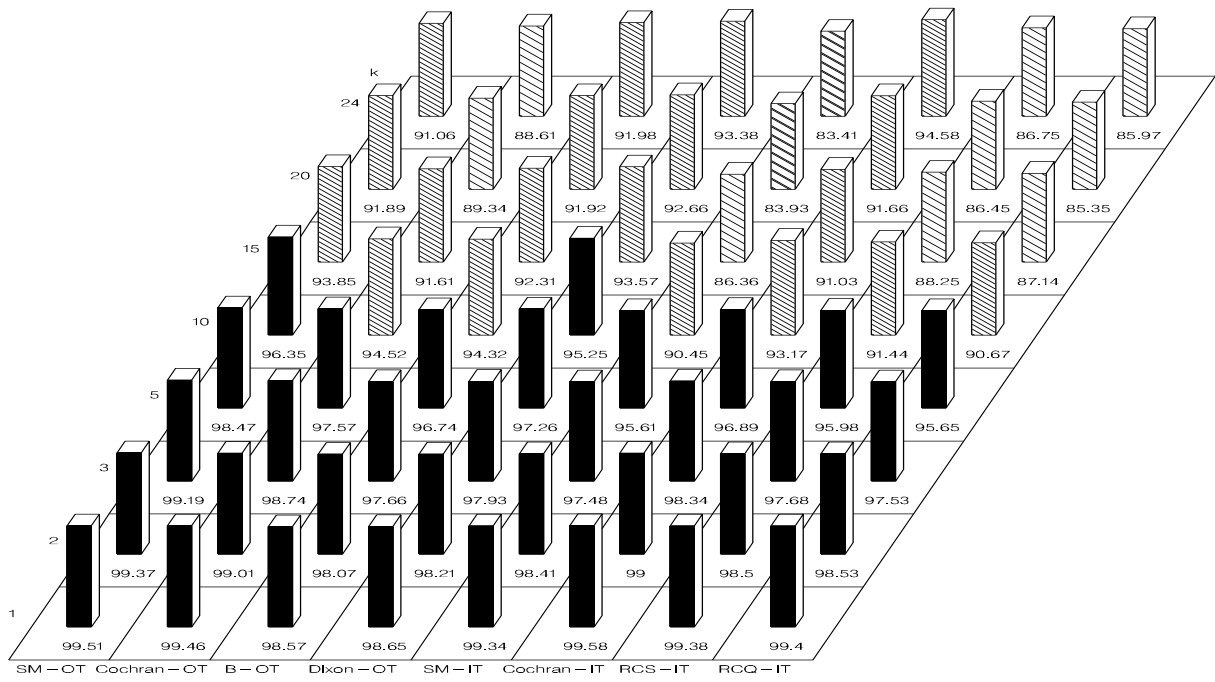 k
24
91.06 88.61 91.98 93.38 83.41 94.58 86.75 85.97
20
91.89 89.34 91.92 92.66 83.93 91.66 86.45 85.35
15
93.85 91.61 92.31 93.57 86.36 91.03 88.25 87.14
10
96.35 94.52 94.32 95.25 90.45 93.17 91.44 90.67
5
98.47 97.57 96.74 97.26 95.61 96.89 95.98 95.65
3
99.19 98.74 97.66 97.93 97.48 98.34 97.68 97.53
2
99.37 99.01 98.07 98.21 98.41 99 98.5 98.53
1
99.51 99.46 98.57 98.65 99.34 99.58 99.38 99.4
SM-OT Cochran-OT B-OT DIxon-OT SM-IT Cochran-IT RCS-IT RCQ-IT